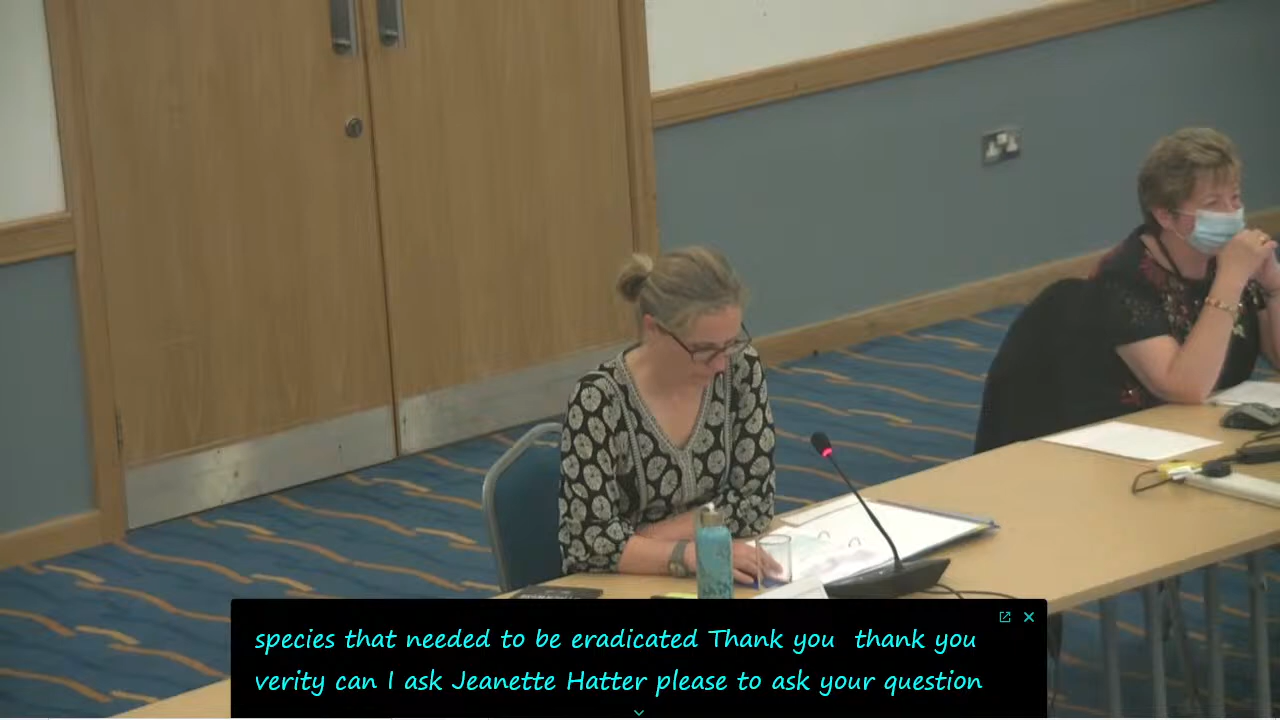 species that needed to be eradicated Thank you thank you
verity can I ask Jeanette Hatter please to ask your question